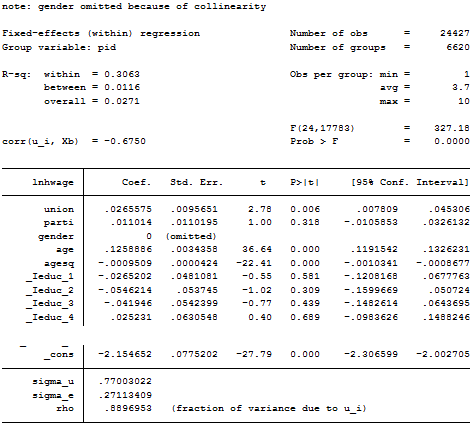 note: gender omitted because of collinearity
Fixed-effects (within) regression Number of obs = 24427
Group variable: pid Number of groups = 6620
R-sq: within = 0.3063 Obs per group: min = 1
between = 0.0116 avg = 3.7
overall = 0.0271 max = 10
F(24,17783) = 327.18
corr(u_i, Xb) = -0.6750 Prob > F = 0.0000
lnhwage Coef. Std. Err. t P>|t| [95% Conf. Interval]
union .0265575 .0095651 2.78 0.006 .007809 .045306
parti .011014 .0110195 1.00 0.318 -.0105853 .0326132
gender 0 (omitted)
age .1258886 .0034358 36.64 0.000 .1191542 .1326231
agesq -.0009509 .0000424 -22.41 0.000 -.0010341 -.0008677
_Ieduc_1 -.0265202 .0481081 -0.55 0.581 -.1208168 .0677763
_Ieduc_2 -.0546214 .053745 -1.02 0.309 -.1599669 .050724
_Ieduc_3 -.041946 .0542399 -0.77 0.439 -.1482614 .0643695
_Ieduc_4 .025231 .0630548 0.40 0.689 -.0983626 .1488246
_cons -2.154652 .0775202 -27.79 0.000 -2.306599 -2.002705
sigma_u .77003022
sigma_e .27113409
rho .8896953 (fraction of variance due to u_i)